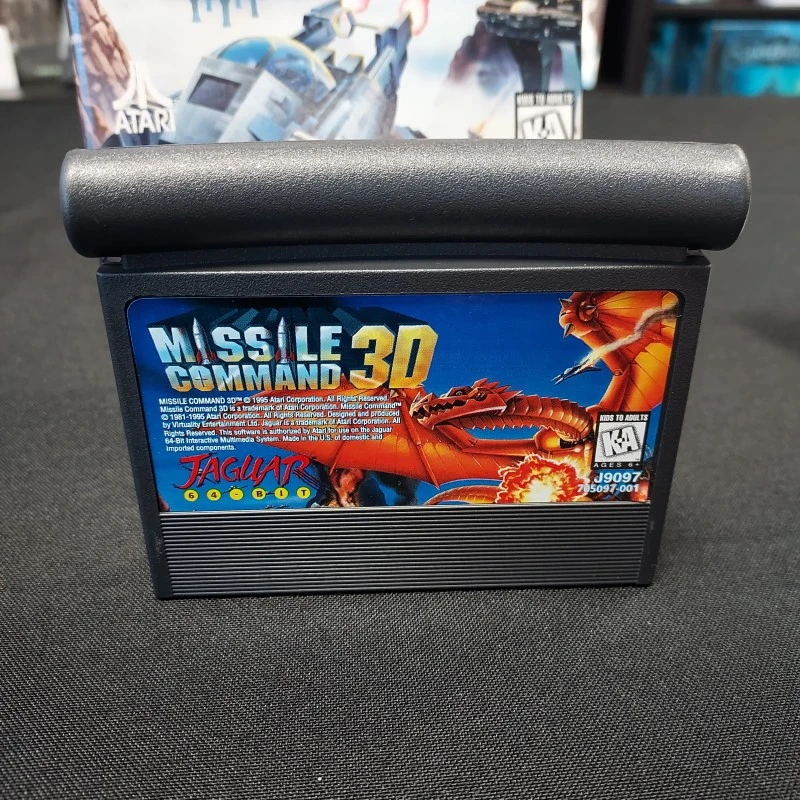 ATARI
KIDS TO ADULTS
K-A
MISSILE
COMMAND 3D
MISSILE COMMAND 3D™ © 1995 Atari Corporation. All Rights Reserved.
Missile Command 3D is a trademark of Atari Corporation. Missile Command™
© 1981-1995 Atari Corporation. All Rights Reserved. Designed and produced
by Virtuality Entertainment Ltd. Jaguar is a trademark of Atari Corporation. All
Rights Reserved. This software is authorized by Atari for use on the Jaguar
64-Bit Interactive Multimedia System. Made in the U.S. of domestic and
imported components.
JAGUAR
64-BIT
KIDS TO ADULTS
K-A
AGES 6+
J9097
705097-001